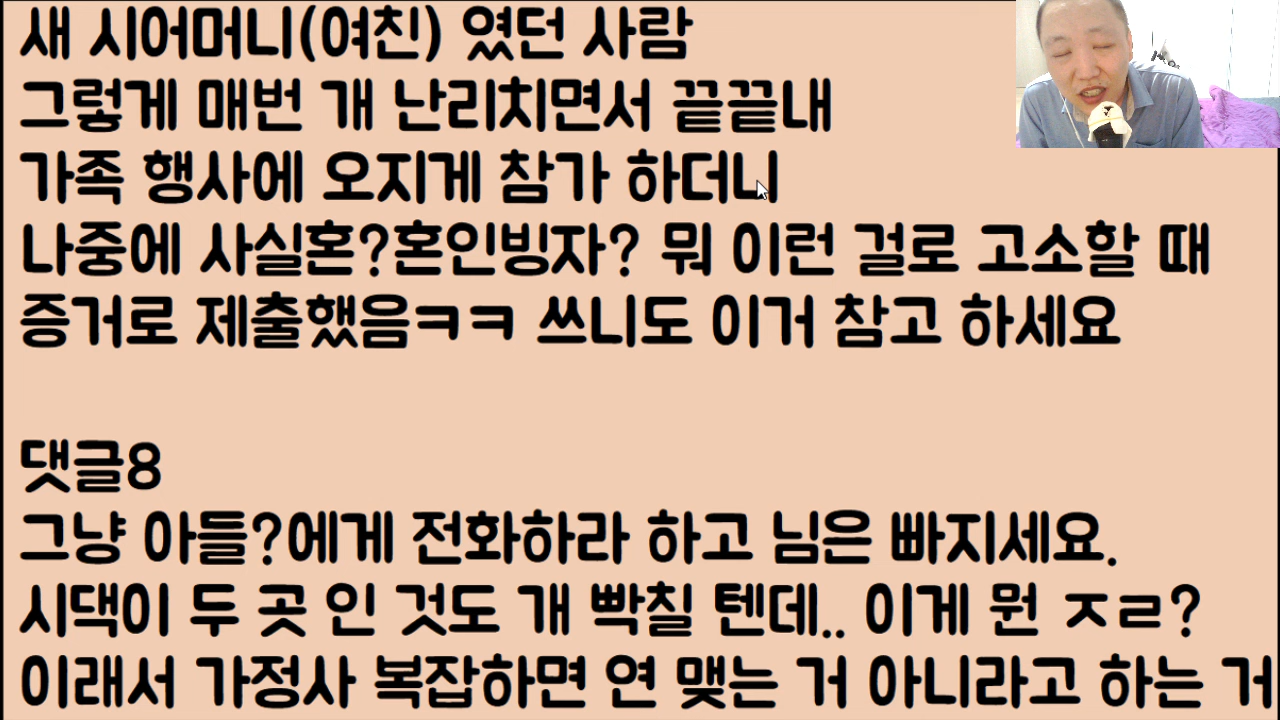 새 시어머니(여친) 였던 사람
그렇게 매번 개 난리치면서 끝끝내
가족 행사에 오지게 참가 하더니
나중에 사실혼?혼인빙자? 뭐 이런 걸로 고소할 때
증거로 제출했음ㅋㅋ 쓰니도 이거 참고 하세요
댓글8
그냥 아들?에게 전화하라 하고 님은 빠지세요.
시댁이 두 곳 인 것도 개 빡칠 텐데.. 이게 뭔 ㅈㄹ?
이래서 가정사 복잡하면 연 맺는 거 아니라고 하는 거